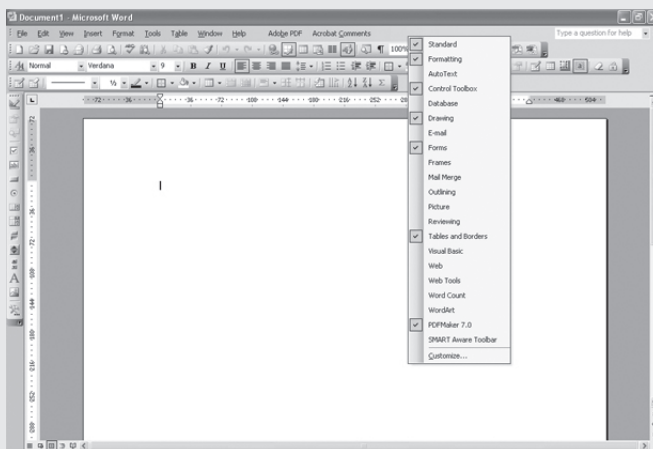 Document1 - Microsoft Word
File Edit View Insert Format Tools Table Window Help Adobe PDF Acrobat Comments
Type a question for help
100%
Normal Verdana 9 B I U
½
Standard
Formatting
AutoText
Control Toolbox
Database
Drawing
E-mail
Forms
Frames
Mail Merge
Outlining
Picture
Reviewing
Tables and Borders
Visual Basic
Web
Web Tools
Word Count
WordArt
PDFMaker 7.0
SMART Aware Toolbar
Customize...